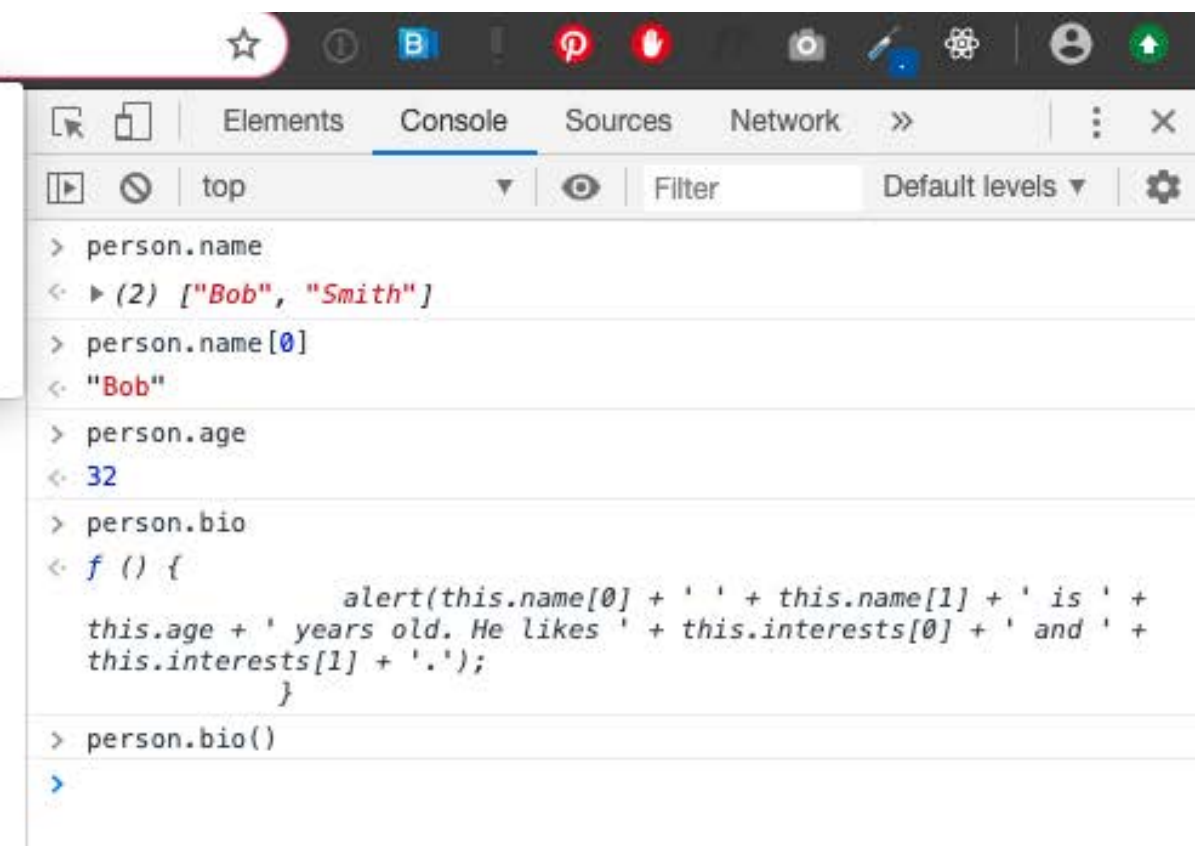 B
Elements Console Sources Network »
top Filter Default levels ▼
> person.name
(2) ["Bob", "Smith"]
> person.name[0]
"Bob"
> person.age
32
> person.bio
ƒ () {
alert(this.name[0] + ' ' + this.name[1] + ' is ' +
this.age + ' years old. He likes ' + this.interests[0] + ' and ' +
this.interests[1] + '.');
}
> person.bio()
>